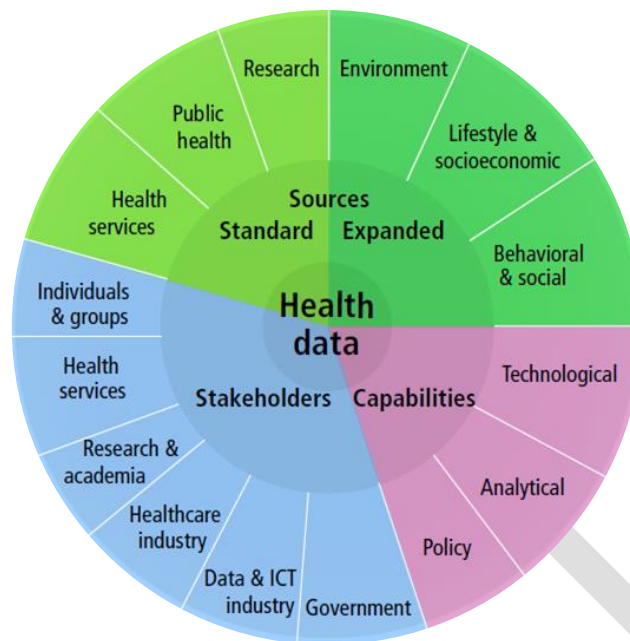 Research
Environment
Public
health
Lifestyle &
socioeconomic
Health
services
Sources
Standard
Expanded
Behavioral
& social
Individuals
& groups
Health
data
Health
services
Technological
Stakeholders
Capabilities
Research &
academia
Analytical
Healthcare
industry
Policy
Data & ICT
industry
Government